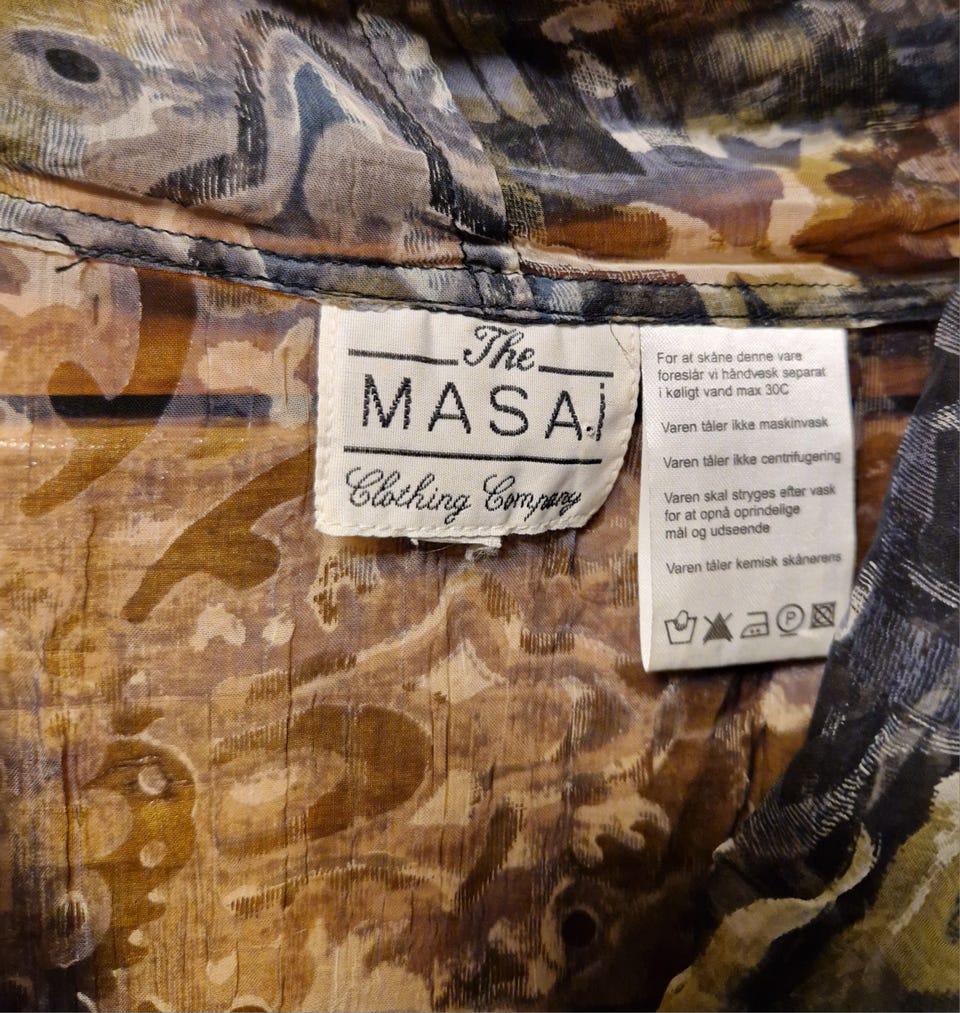 The
MASAj
Clothing Company
For at skåne denne vare
foreslår vi håndvask separat
i køligt vand max 30C
Varen tåler ikke maskinvask
Varen tåler ikke centrifugering
Varen skal stryges efter vask
for at opnå oprindelige
mål og udseende
Varen tåler kemisk skånerens
P